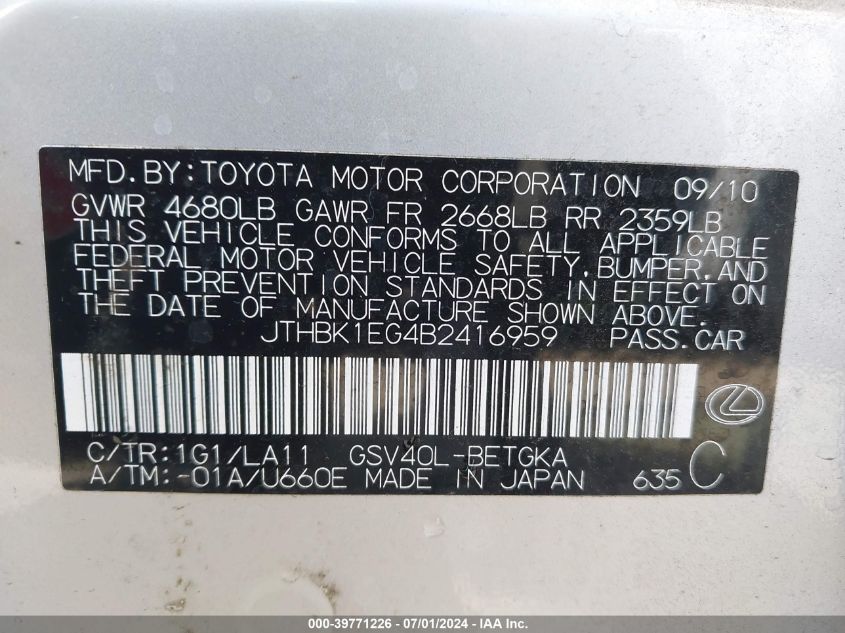 MFD.BY:TOYOTA MOTOR CORPORATION 09/10
GVWR 4680LB GAWR FR 2668LB RR 2359LB
THIS VEHICLE CONFORMS TO ALL APPLICABLE
FEDERAL MOTOR VEHICLE SAFETY,BUMPER,AND
THEFT PREVENTION STANDARDS IN EFFECT ON
THE DATE OF MANUFACTURE SHOWN ABOVE.
JTHBK1EG4B2416959 PASS.CAR
C/TR:1G1/LA11 GSV40L-BETGKA
A/TM:-01A/U660E MADE IN JAPAN 635 C
000-39771226 - 07/01/2024 - IAA Inc.